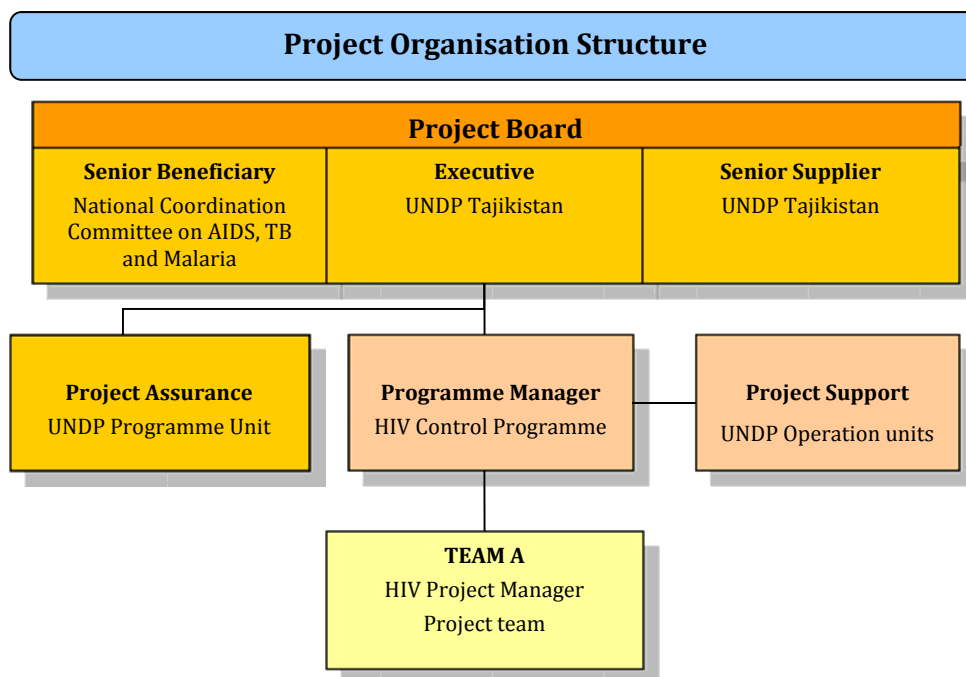 Project Organisation Structure
Project Board
Senior Beneficiary
National Coordination
Committee on AIDS, TB
and Malaria
Executive
UNDP Tajikistan
Senior Supplier
UNDP Tajikistan
Project Assurance
UNDP Programme Unit
Programme Manager
HIV Control Programme
Project Support
UNDP Operation units
TEAM A
HIV Project Manager
Project team